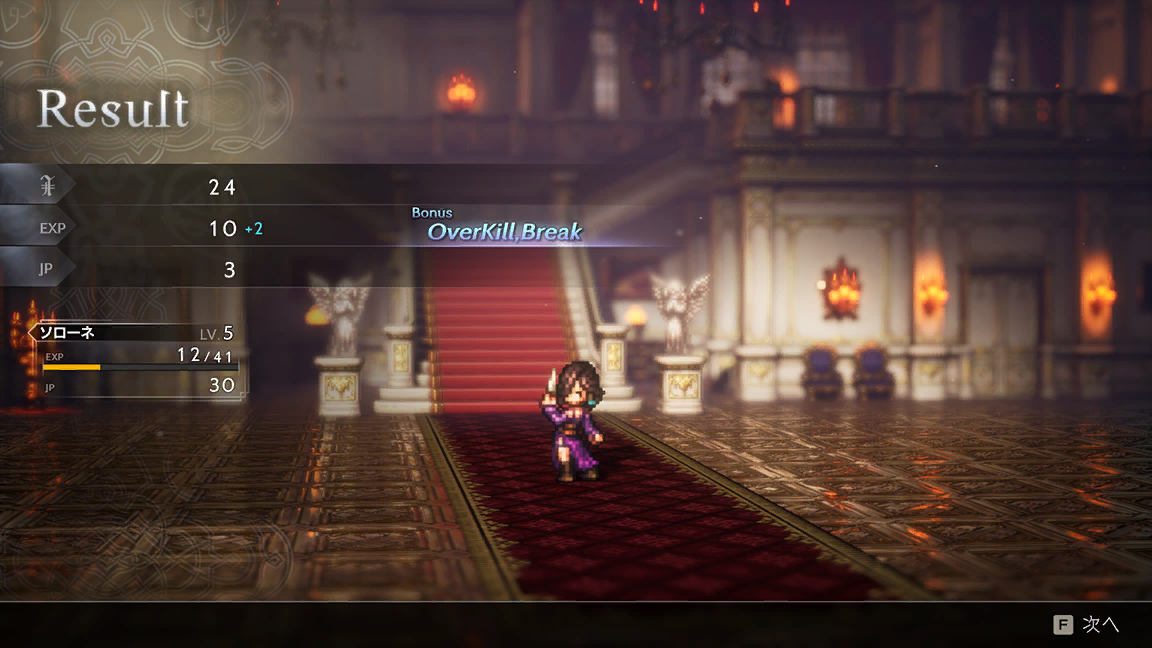 Result
24
EXP 10 +2
Bonus
OverKill,Break
JP 3
ソローネ LV. 5
EXP 12/41
JP 30
F 次へ